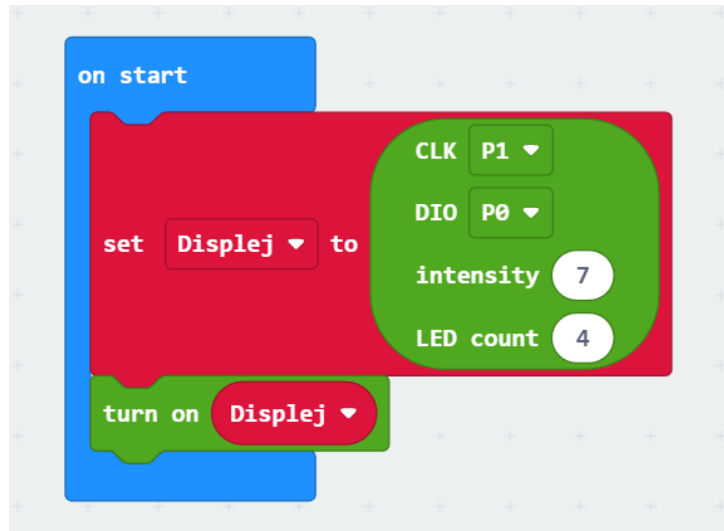 on start
CLK P1
DIO P0
set Displej to
intensity 7
LED count 4
turn on Displej